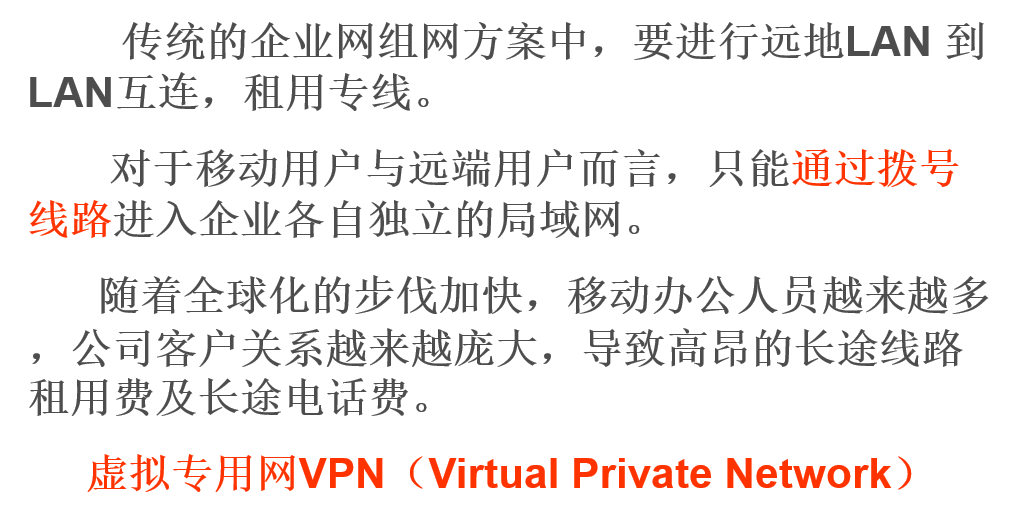 传统的企业网组网方案中，要进行远地LAN 到
LAN互连，租用专线。
对于移动用户与远端用户而言，只能通过拨号
线路进入企业各自独立的局域网。
随着全球化的步伐加快，移动办公人员越来越多
，公司客户关系越来越庞大，导致高昂的长途线路
租用费及长途电话费。
虚拟专用网VPN（Virtual Private Network）